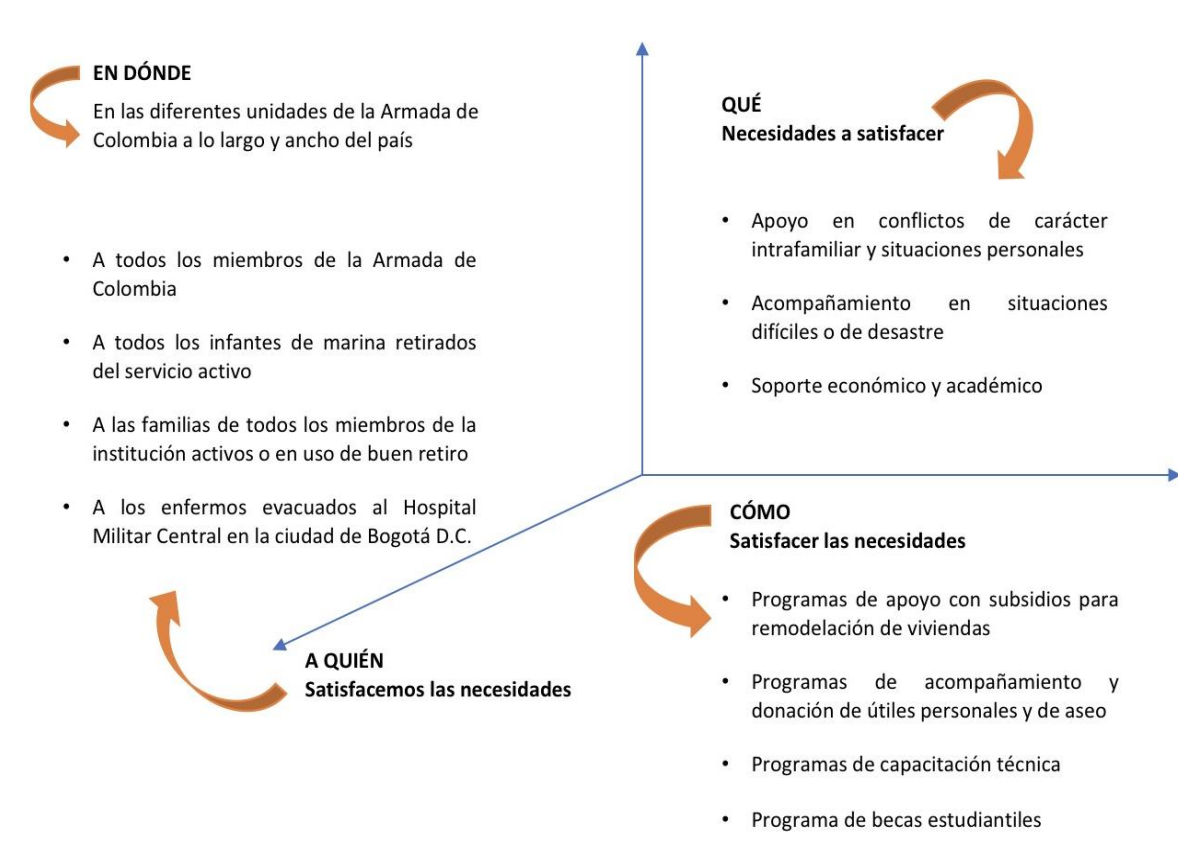 EN DÓNDE
En las diferentes unidades de la Armada de
Colombia a lo largo y ancho del país
• A todos los miembros de la Armada de
Colombia
• A todos los infantes de marina retirados
del servicio activo
• A las familias de todos los miembros de la
institución activos o en uso de buen retiro
• A los enfermos evacuados al Hospital
Militar Central en la ciudad de Bogotá D.C.
A QUIÉN
Satisfacemos las necesidades
QUÉ
Necesidades a satisfacer
• Apoyo en conflictos de carácter
intrafamiliar y situaciones personales
• Acompañamiento en situaciones
difíciles o de desastre
• Soporte económico y académico
CÓMO
Satisfacer las necesidades
• Programas de apoyo con subsidios para
remodelación de viviendas
• Programas de acompañamiento y
donación de útiles personales y de aseo
• Programas de capacitación técnica
• Programa de becas estudiantiles